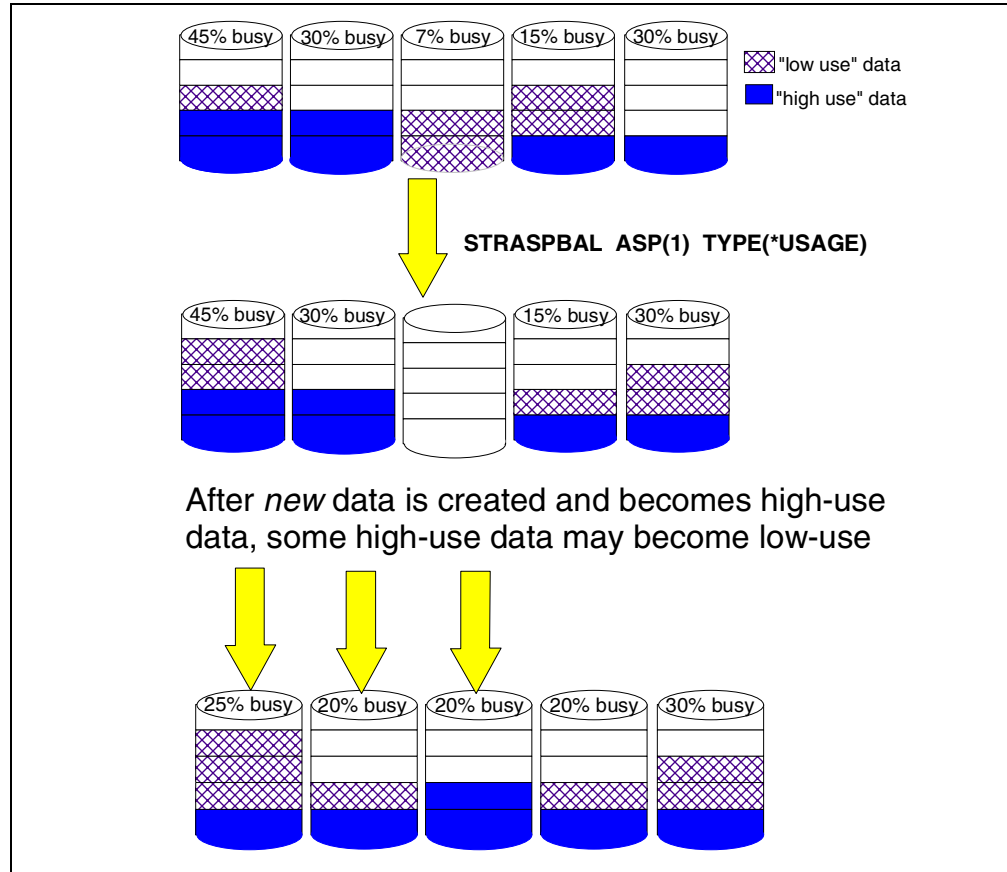 45% busy 30% busy 7% busy 15% busy 30% busy
"low use" data
"high use" data
STRASPBAL ASP(1) TYPE(*USAGE)
45% busy 30% busy 15% busy 30% busy
After new data is created and becomes high-use
data, some high-use data may become low-use
25% busy 20% busy 20% busy 20% busy 30% busy